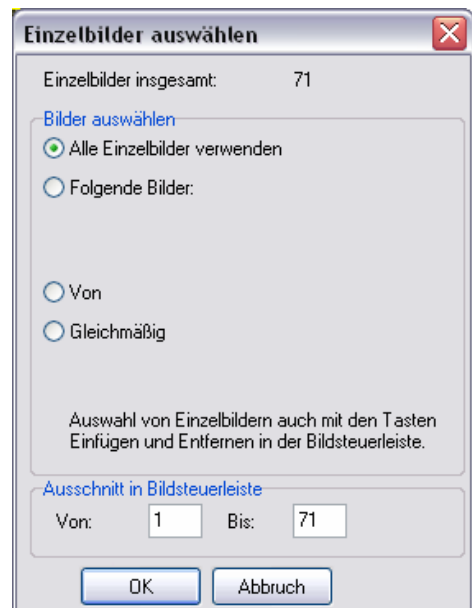 Einzelbilder auswählen
Einzelbilder insgesamt: 71
Bilder auswählen
Alle Einzelbilder verwenden
Folgende Bilder:
Von
Gleichmäßig
Auswahl von Einzelbildern auch mit den Tasten
Einfügen und Entfernen in der Bildsteuerleiste.
Ausschnitt in Bildsteuerleiste
Von: 1 Bis: 71
OK Abbruch